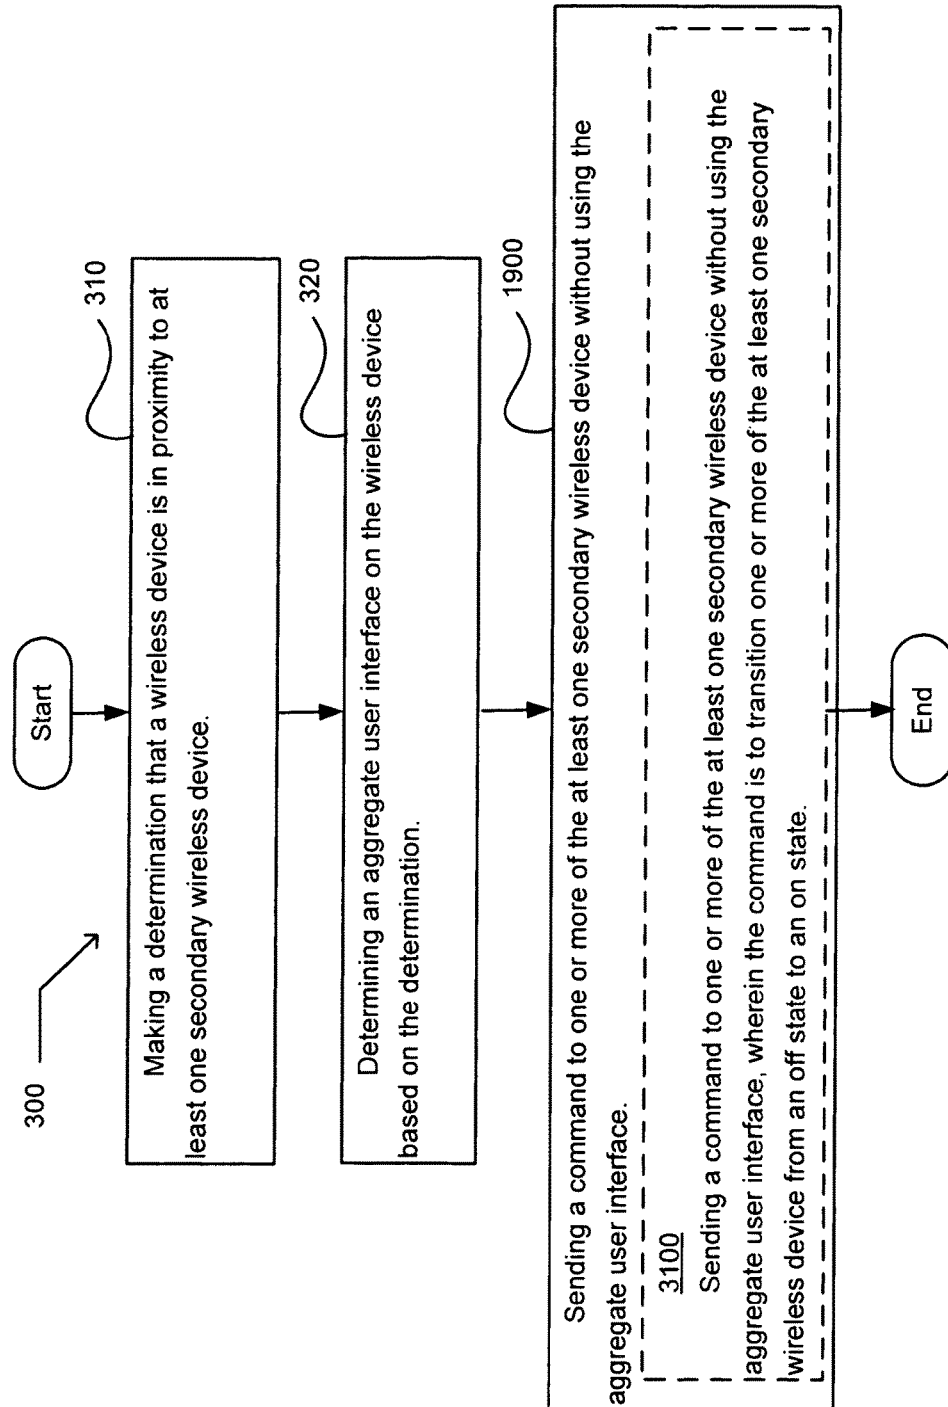 300
Start
310
Making a determination that a wireless device is in proximity to at
least one secondary wireless device.
320
Determining an aggregate user interface on the wireless device
based on the determination.
1900
Sending a command to one or more of the at least one secondary wireless device without using the
aggregate user interface.
3100
Sending a command to one or more of the at least one secondary wireless device without using the
aggregate user interface, wherein the command is to transition one or more of the at least one secondary
wireless device from an off state to an on state.
End